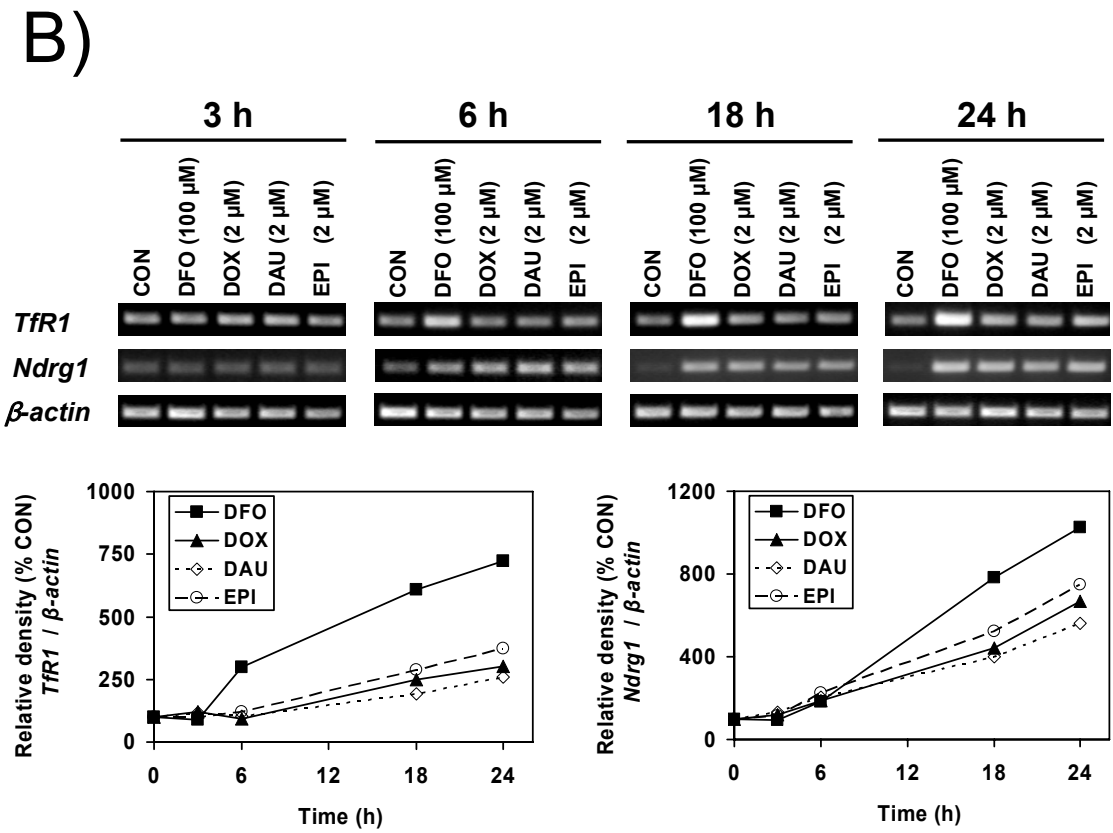 B)
3 h 6 h 18 h 24 h
CON DFO (100 µM) DOX (2 µM) DAU (2 µM) EPI (2 µM) CON DFO (100 µM) DOX (2 µM) DAU (2 µM) EPI (2 µM) CON DFO (100 µM) DOX (2 µM) DAU (2 µM) EPI (2 µM) CON DFO (100 µM) DOX (2 µM) DAU (2 µM) EPI (2 µM)
TfR1
Ndrg1
β-actin
Relative density (% CON)
TfR1 / β-actin
1000
750
500
250
0
DFO
DOX
DAU
EPI
0 6 12 18 24
Time (h)
Relative density (% CON)
Ndrg1 / β-actin
1200
800
400
0
DFO
DOX
DAU
EPI
0 6 12 18 24
Time (h)